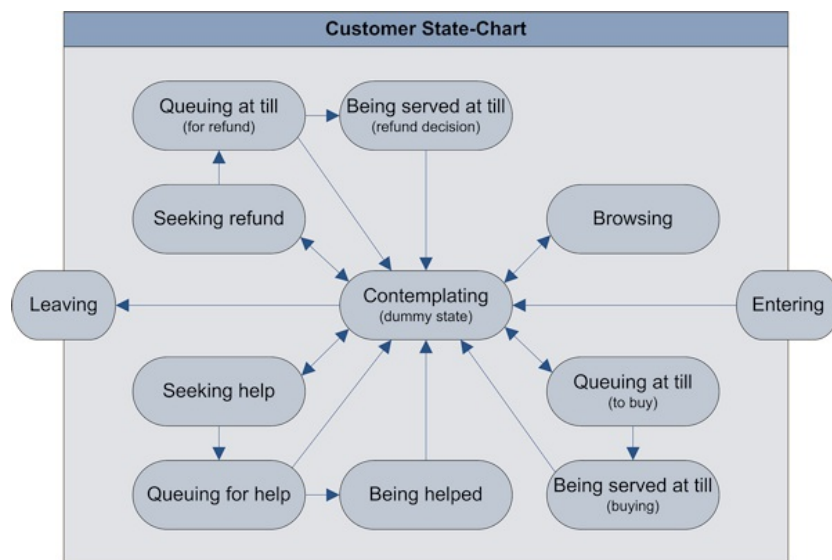 Customer State-Chart
Queuing at till
(for refund)
Being served at till
(refund decision)
Seeking refund
Browsing
Leaving
Contemplating
(dummy state)
Entering
Seeking help
Queuing at till
(to buy)
Queuing for help
Being helped
Being served at till
(buying)